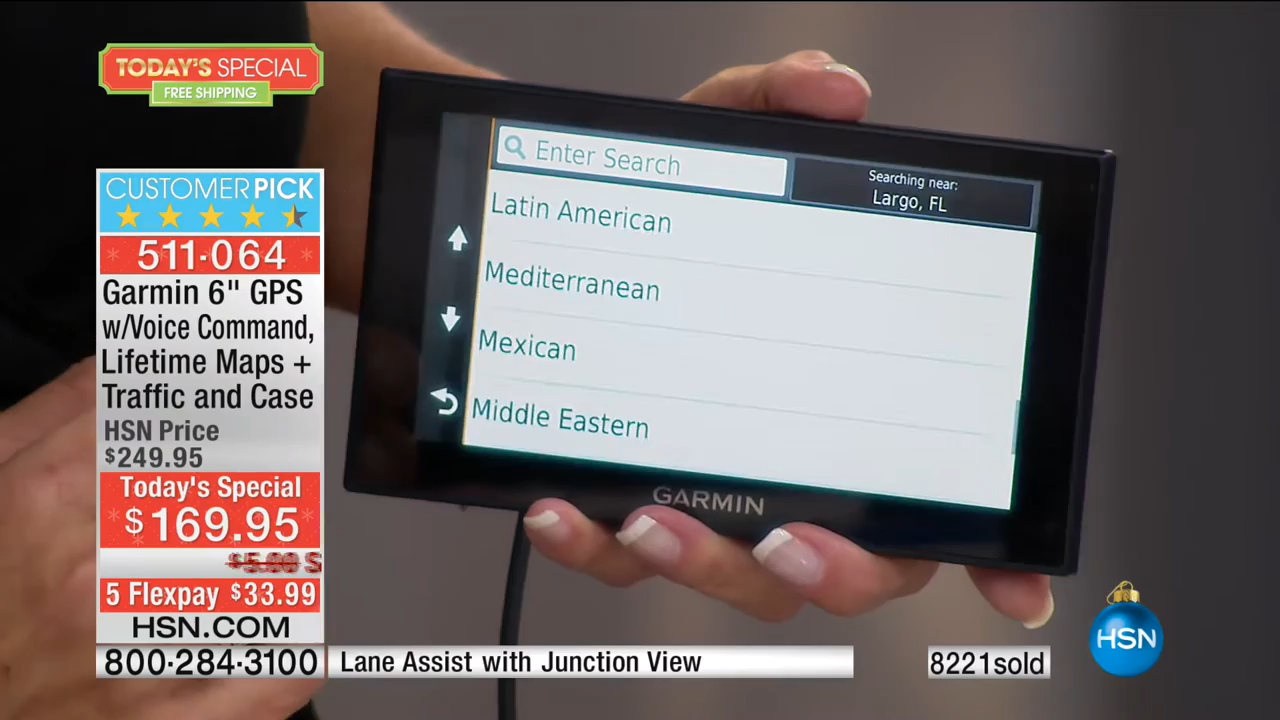 TODAY'S SPECIAL
FREE SHIPPING
CUSTOMER PICK
511-064
Garmin 6" GPS
w/Voice Command,
Lifetime Maps +
Traffic and Case
HSN Price
$249.95
Today's Special
$169.95
$5.00 S
5 Flexpay $33.99
HSN.COM
800-284-3100
Lane Assist with Junction View
8221sold
HSN
Enter Search
Searching near:
Largo, FL
Latin American
Mediterranean
Mexican
Middle Eastern
GARMIN